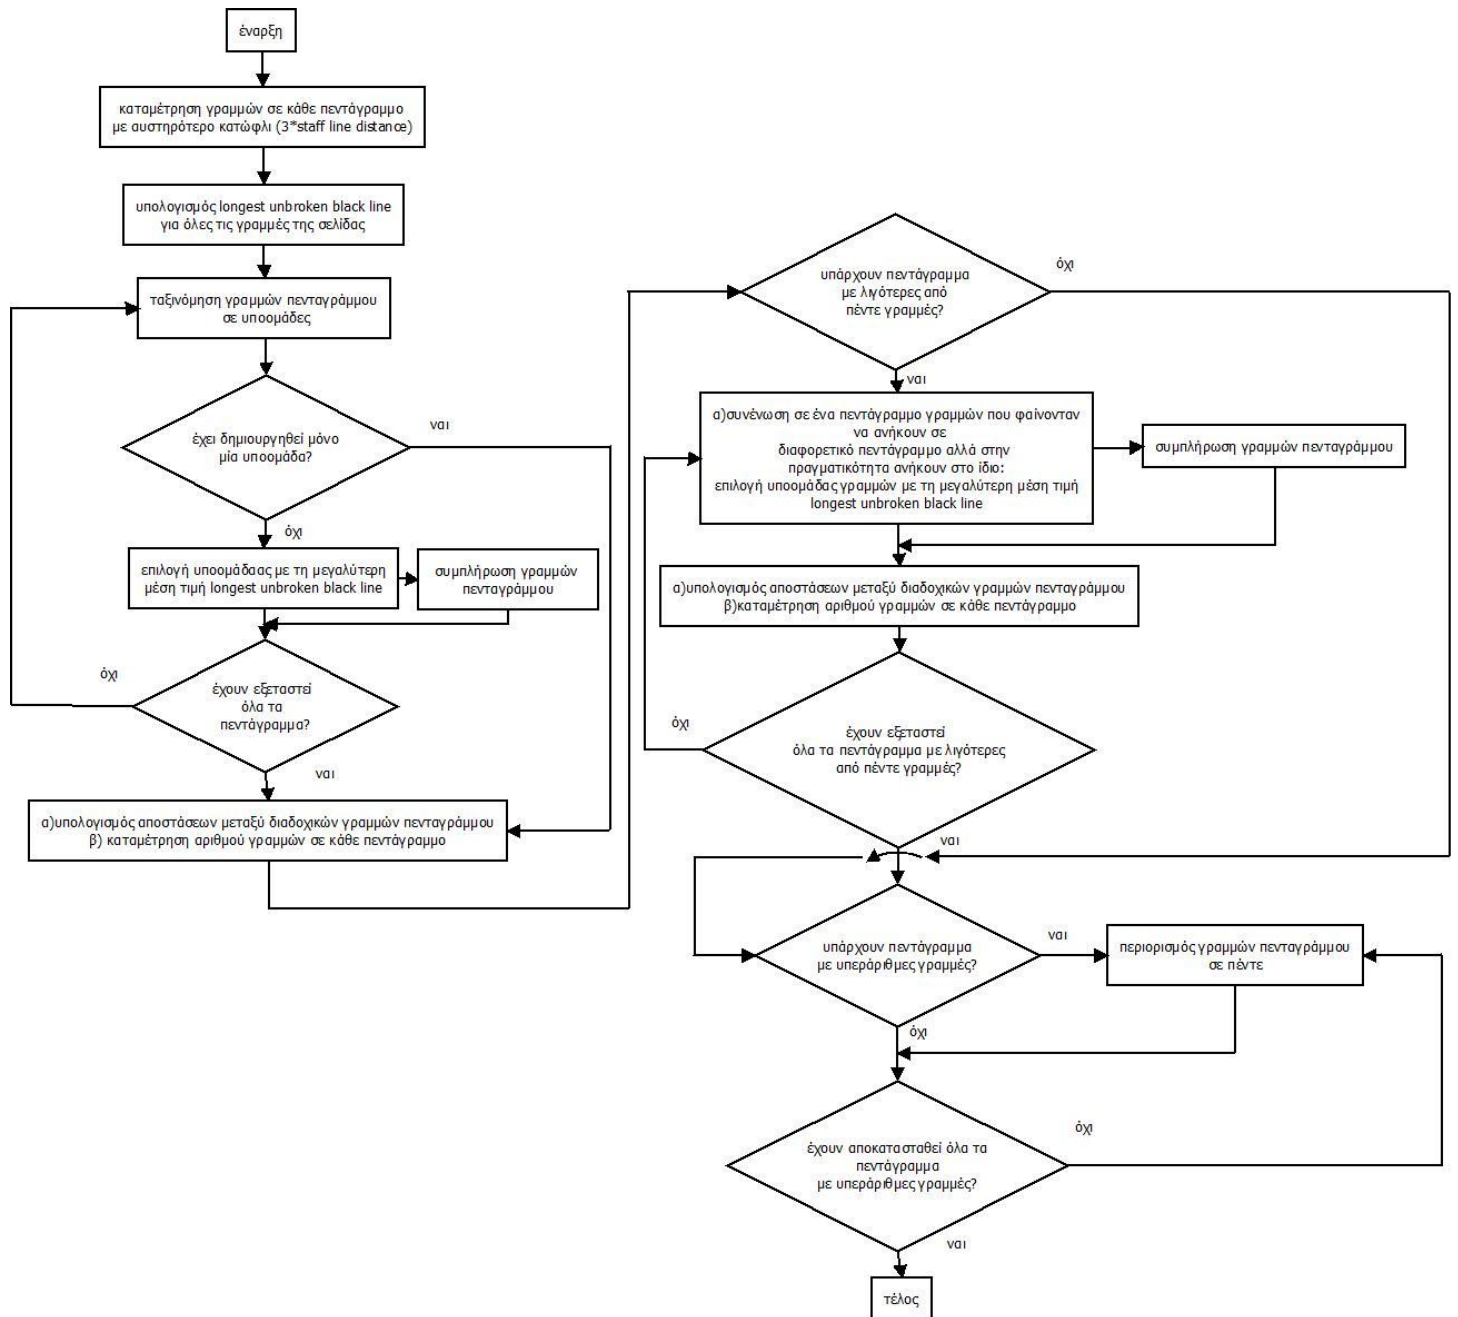 έναρξη
καταμέτρηση γραμμών σε κάθε πεντάγραμμο
με αυστηρότερο κατώφλι (3*staff line distance)
υπολογισμός longest unbroken black line
για όλες τις γραμμές της σελίδας
ταξινόμηση γραμμών πενταγράμμου
σε υποομάδες
έχει δημιουργηθεί μόνο
μία υποομάδα?
ναι
όχι
επιλογή υποομάδαας με τη μεγαλύτερη
μέση τιμή longest unbroken black line
συμπλήρωση γραμμών
πενταγράμμου
όχι
έχουν εξεταστεί
όλα τα
πεντάγραμμα?
ναι
α)υπολογισμός αποστάσεων μεταξύ διαδοχικών γραμμών πενταγράμμου
β) καταμέτρηση αριθμού γραμμών σε κάθε πεντάγραμμο
υπάρχουν πεντάγραμμα
με λιγότερες από
πέντε γραμμές?
όχι
ναι
α)συνένωση σε ένα πεντάγραμμο γραμμών που φαίνονταν
να ανήκουν σε
διαφορετικό πεντάγραμμο αλλά στην
πραγματικότητα ανήκουν στο ίδιο:
επιλογή υποομάδας γραμμών με τη μεγαλύτερη μέση τιμή
longest unbroken black line
συμπλήρωση γραμμών πενταγράμμου
α)υπολογισμός αποστάσεων μεταξύ διαδοχικών γραμμών πενταγράμμου
β)καταμέτρηση αριθμού γραμμών σε κάθε πεντάγραμμο
όχι
έχουν εξεταστεί
όλα τα πεντάγραμμα με λιγότερες
από πέντε γραμμές?
ναι
υπάρχουν πεντάγραμμα
με υπεράριθμες γραμμές?
ναι
περιορισμός γραμμών πενταγράμμου
σε πέντε
όχι
έχουν αποκατασταθεί όλα τα
πεντάγραμμα
με υπεράριθμες γραμμές?
όχι
ναι
τέλος